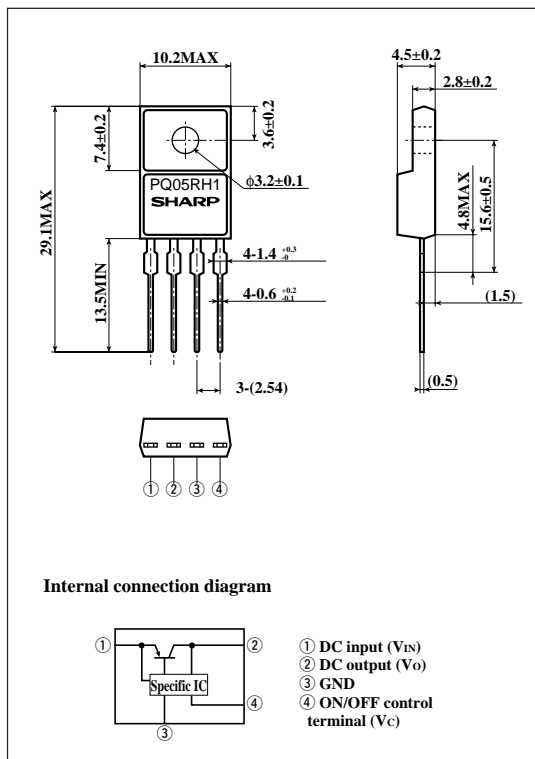 10.2MAX
4.5±0.2
2.8±0.2
7.4±0.2
3.6±0.2
29.1MAX
PQ05RH1
SHARP
ϕ3.2±0.1
4.8MAX
15.6±0.5
13.5MIN
4-1.4 +0.3 -0
4-0.6 +0.2 -0.1
(1.5)
3-(2.54)
(0.5)
① ② ③ ④
Internal connection diagram
① ②
Specific IC
④
③
① DC input (VIN)
② DC output (VO)
③ GND
④ ON/OFF control
terminal (VC)